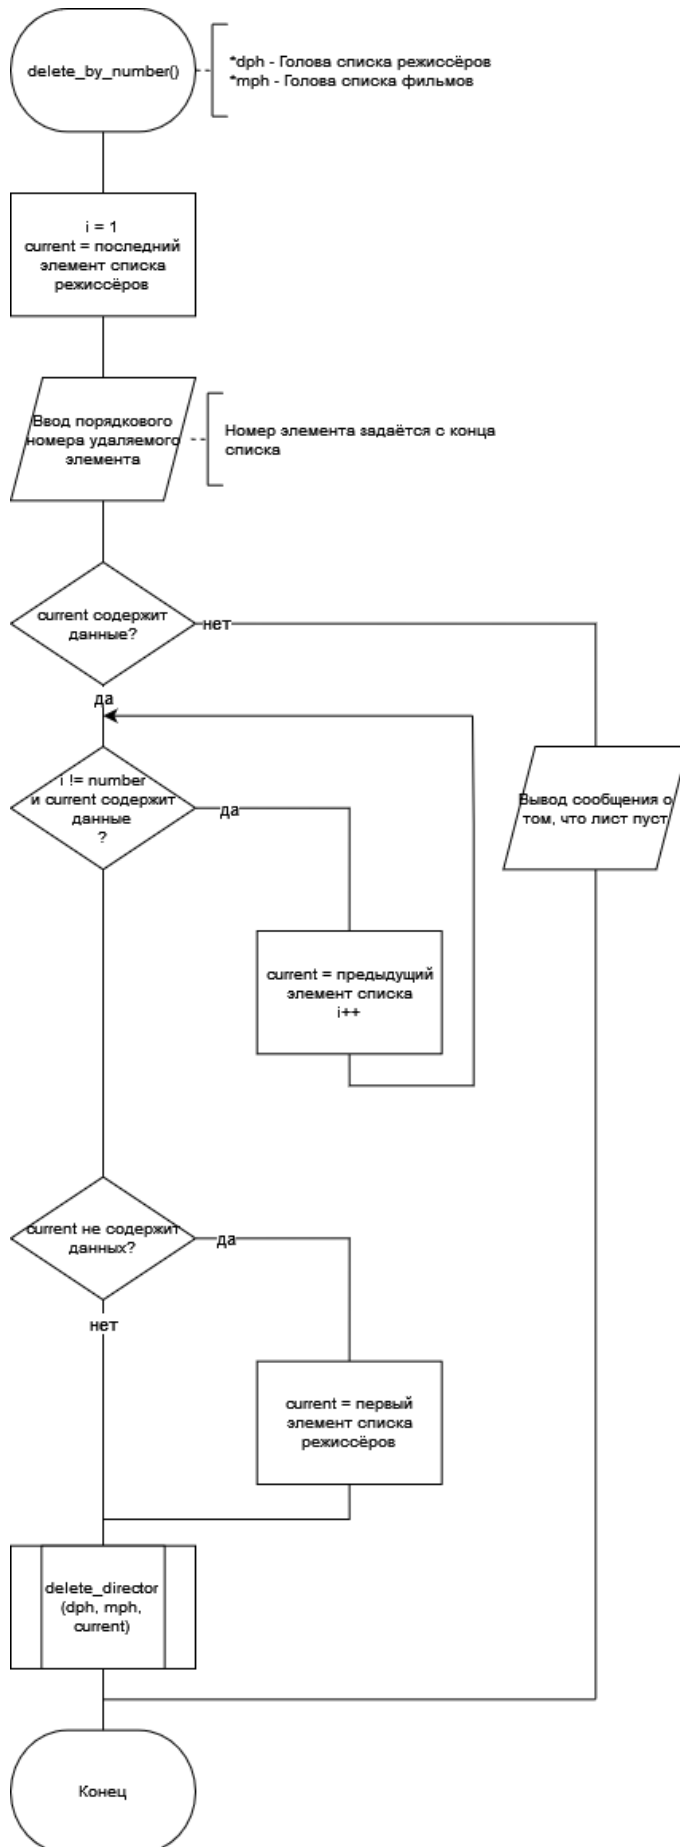 delete_by_number()
*dph - Голова списка режиссёров
*mph - Голова списка фильмов
i = 1
current = последний
элемент списка
режиссёров
Ввод порядкового
номера удаляемого
элемента
Номер элемента задаётся с конца
списка
current содержит
данные?
нет
да
i != number
и current содержит
данные
?
да
Вывод сообщения о
том, что лист пуст
current = предыдущий
элемент списка
i++
current не содержит
данных?
да
нет
current = первый
элемент списка
режиссёров
delete_director
(dph, mph,
current)
Конец